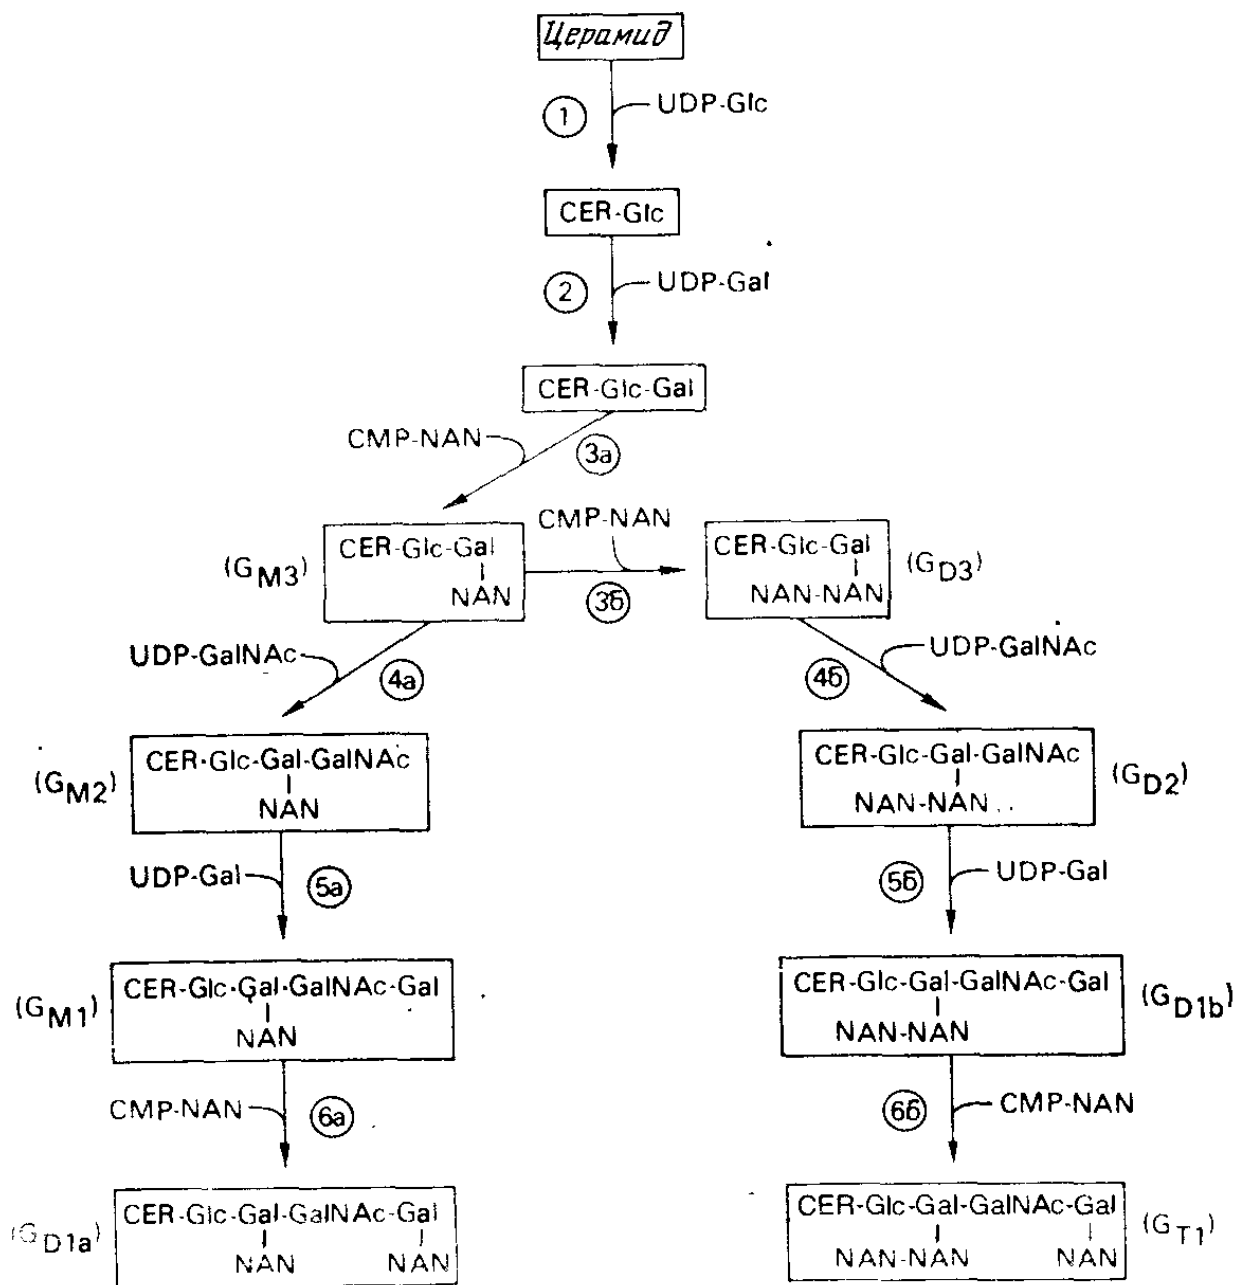 Церамид
1
UDP-Glc
CER-Glc
2
UDP-Gal
CER-Glc-Gal
CMP-NAN
3а
(GM3)
CER-Glc-Gal
NAN
CMP-NAN
3б
CER-Glc-Gal
NAN-NAN
(GD3)
UDP-GalNAc
4а
4б
UDP-GalNAc
(GM2)
CER-Glc-Gal-GalNAc
NAN
CER-Glc-Gal-GalNAc
NAN-NAN
(GD2)
UDP-Gal
5а
5б
UDP-Gal
(GM1)
CER-Glc-Gal-GalNAc-Gal
NAN
CER-Glc-Gal-GalNAc-Gal
NAN-NAN
(GD1b)
CMP-NAN
6а
6б
CMP-NAN
(GD1a)
CER-Glc-Gal-GalNAc-Gal
NAN NAN
CER-Glc-Gal-GalNAc-Gal
NAN-NAN NAN
(GT1)